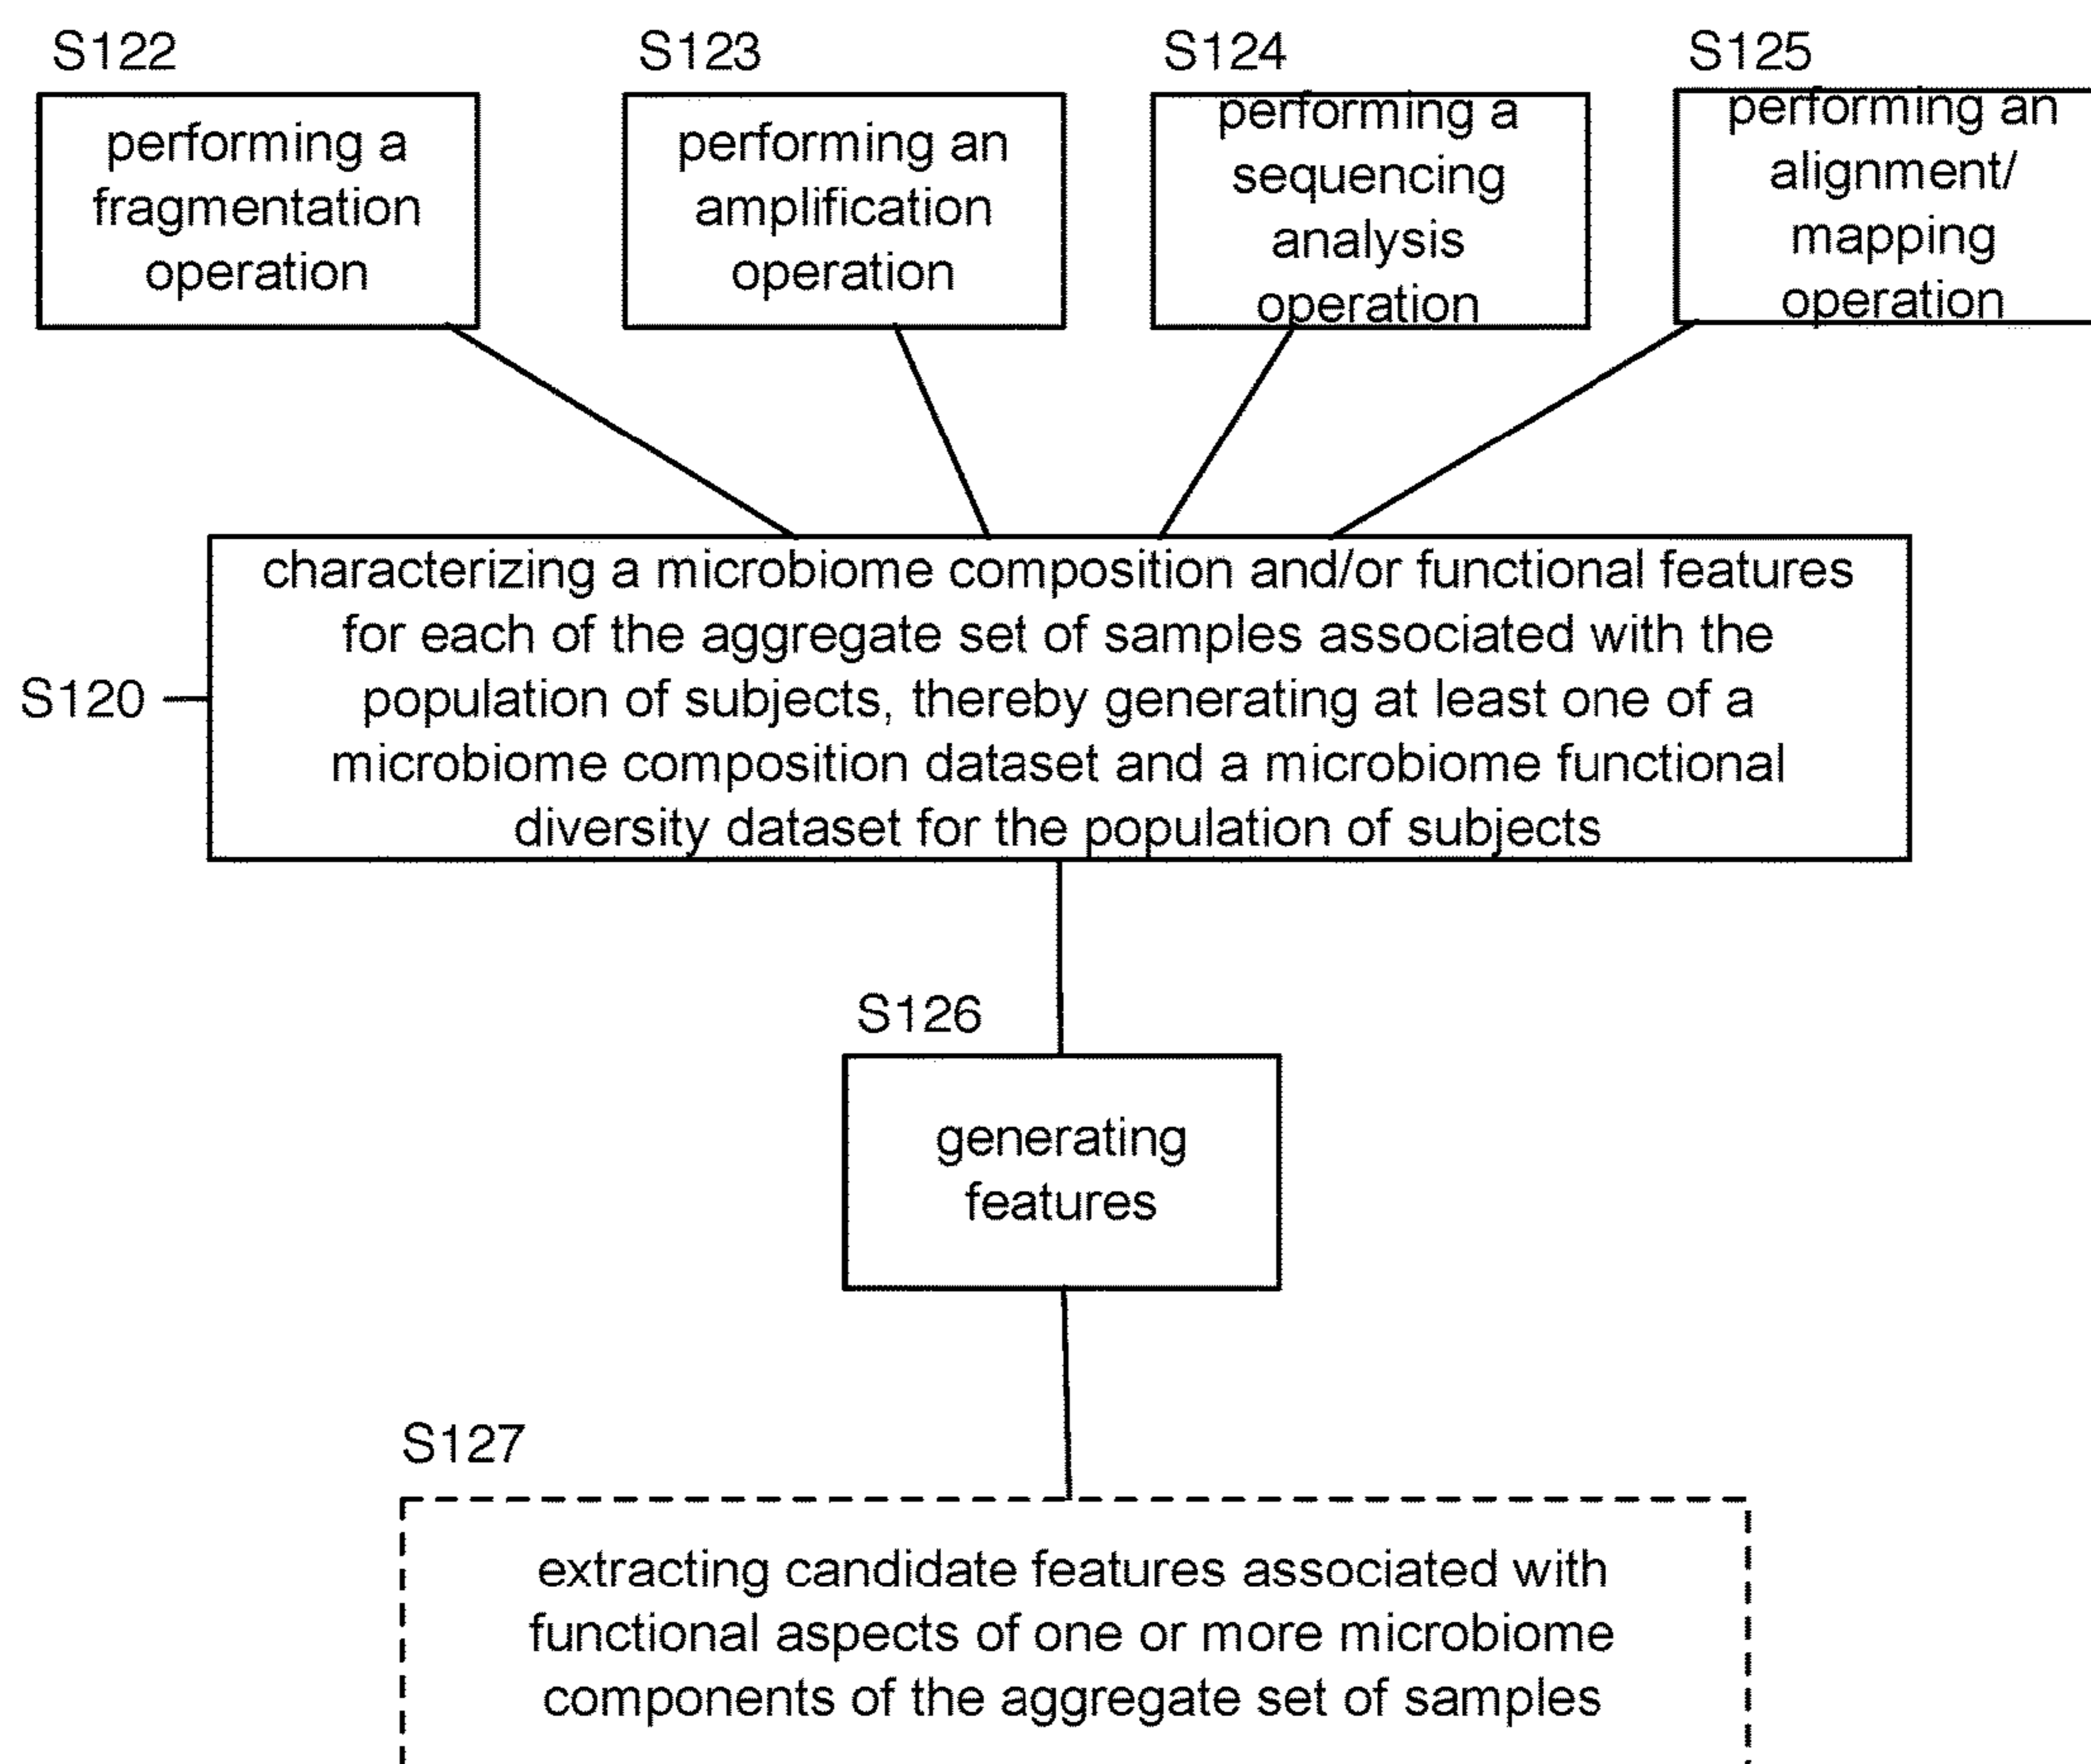 S122
performing a
fragmentation
operation
S123
performing an
amplification
operation
S124
performing a
sequencing
analysis
operation
S125
performing an
alignment/
mapping
operation
S120
characterizing a microbiome composition and/or functional features
for each of the aggregate set of samples associated with the
population of subjects, thereby generating at least one of a
microbiome composition dataset and a microbiome functional
diversity dataset for the population of subjects
S126
generating
features
S127
extracting candidate features associated with
functional aspects of one or more microbiome
components of the aggregate set of samples